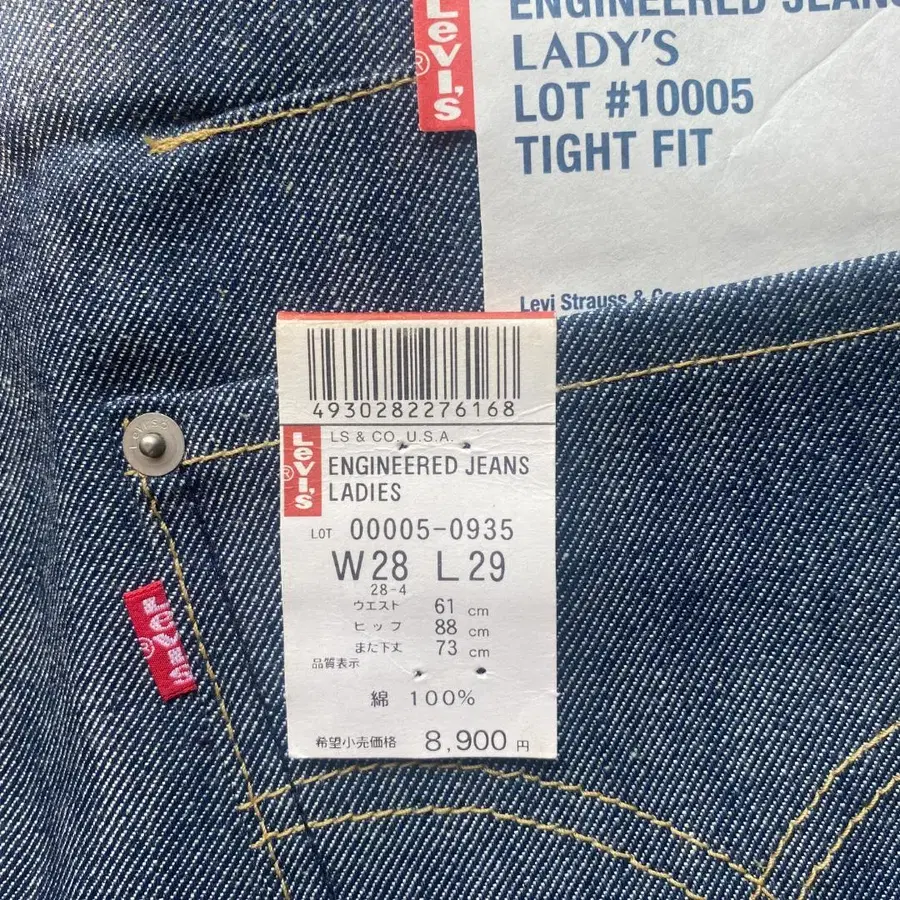 ENGINEERED JEANS
LADY'S
LOT #10005
TIGHT FIT
Levi Strauss &
Levi's
®
4930282276168
LS & CO. U.S.A.
Levi's
®
ENGINEERED JEANS
LADIES
LOT 00005-0935
W28 L29
28-4
ウエスト 61 cm
ヒップ 88 cm
また下丈 73 cm
品質表示
綿 100%
希望小売価格 8,900 円
Levi's
®